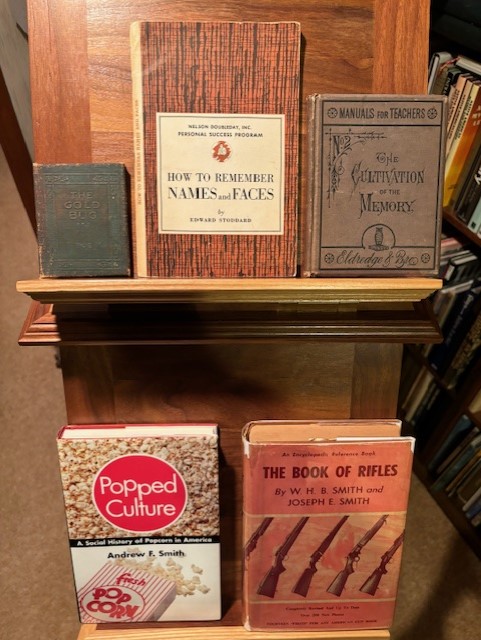 THE
GOLD
BUG
NELSON DOUBLEDAY, INC.
PERSONAL SUCCESS PROGRAM
HOW TO REMEMBER
NAMES and FACES
by
EDWARD STODDARD
MANUALS FOR TEACHERS
No. 2
THE
CULTIVATION
OF THE
MEMORY.
Eldredge & Bro.
Popped
Culture
A Social History of Popcorn in America
Andrew F. Smith
fresh
POP
CORN
An Encyclopedic Reference Book
THE BOOK OF RIFLES
By W. H. B. SMITH and
JOSEPH E. SMITH